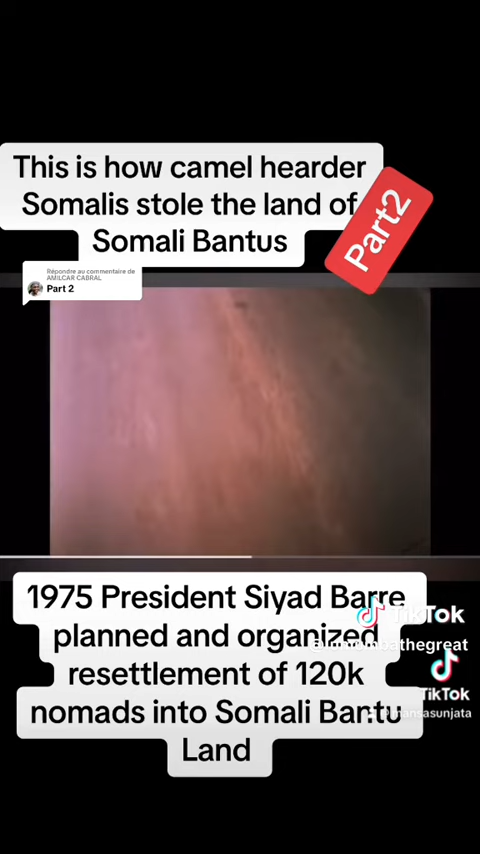 This is how camel hearder
Somalis stole the land of
Somali Bantus
Part2
Répondre au commentaire de
AMILCAR CABRAL
Part 2
1975 President Siyad Barre
planned and organized
resettlement of 120k
nomads into Somali Bantu
Land
TikTok
TikTok
@mansasunjata